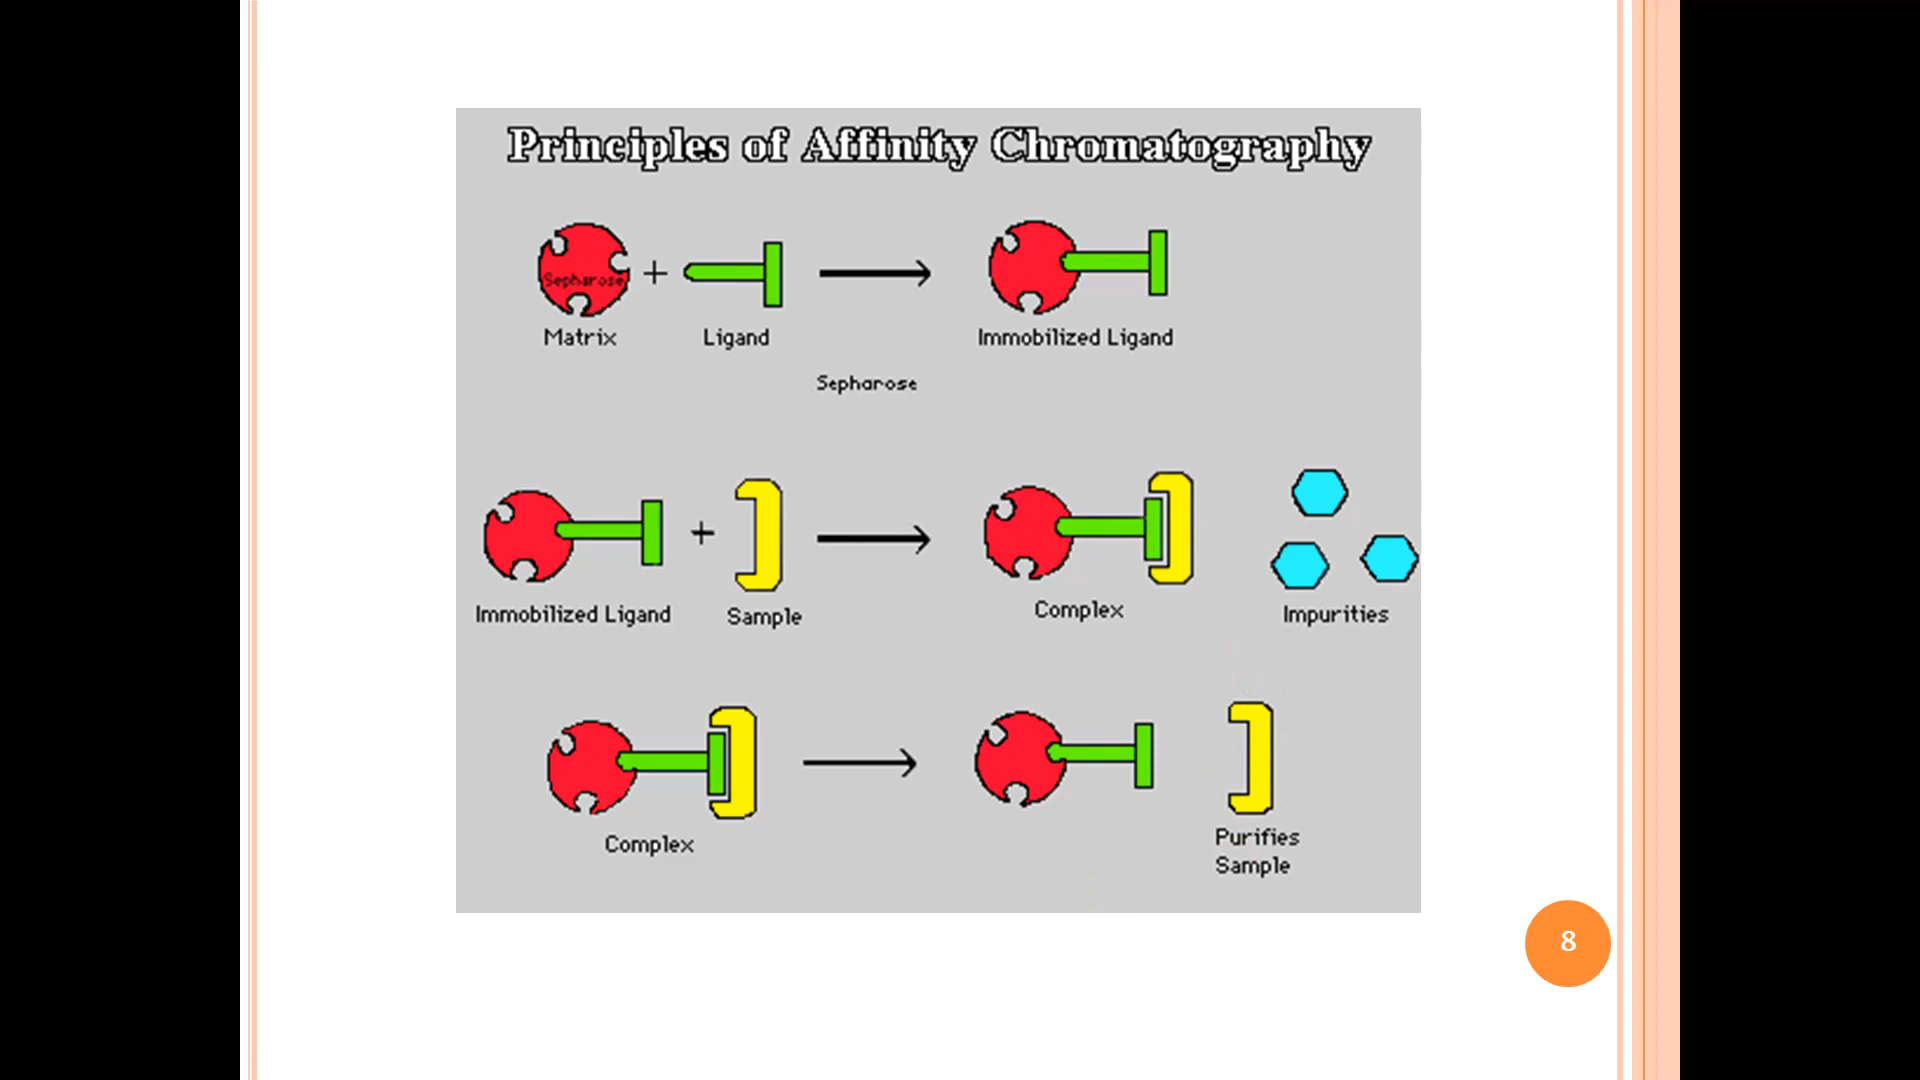 Principles of Affinity Chromatography
Sepharose
Matrix
+
Ligand
Immobilized Ligand
Sepharose
Immobilized Ligand
+
Sample
Complex
Impurities
Complex
Purifies
Sample
8